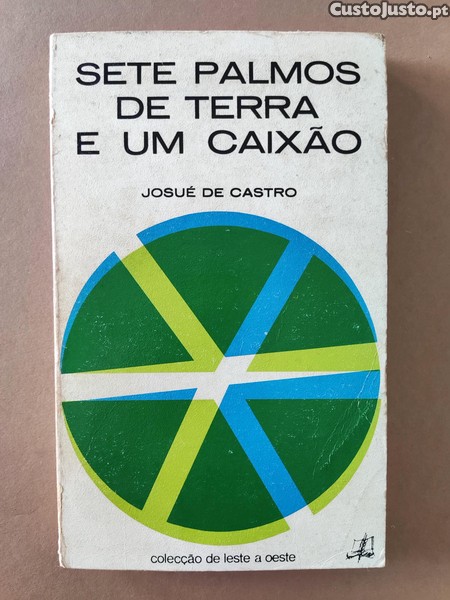 CustoJusto.pt
SETE PALMOS
DE TERRA
E UM CAIXÃO
JOSUÉ DE CASTRO
colecção de leste a oeste